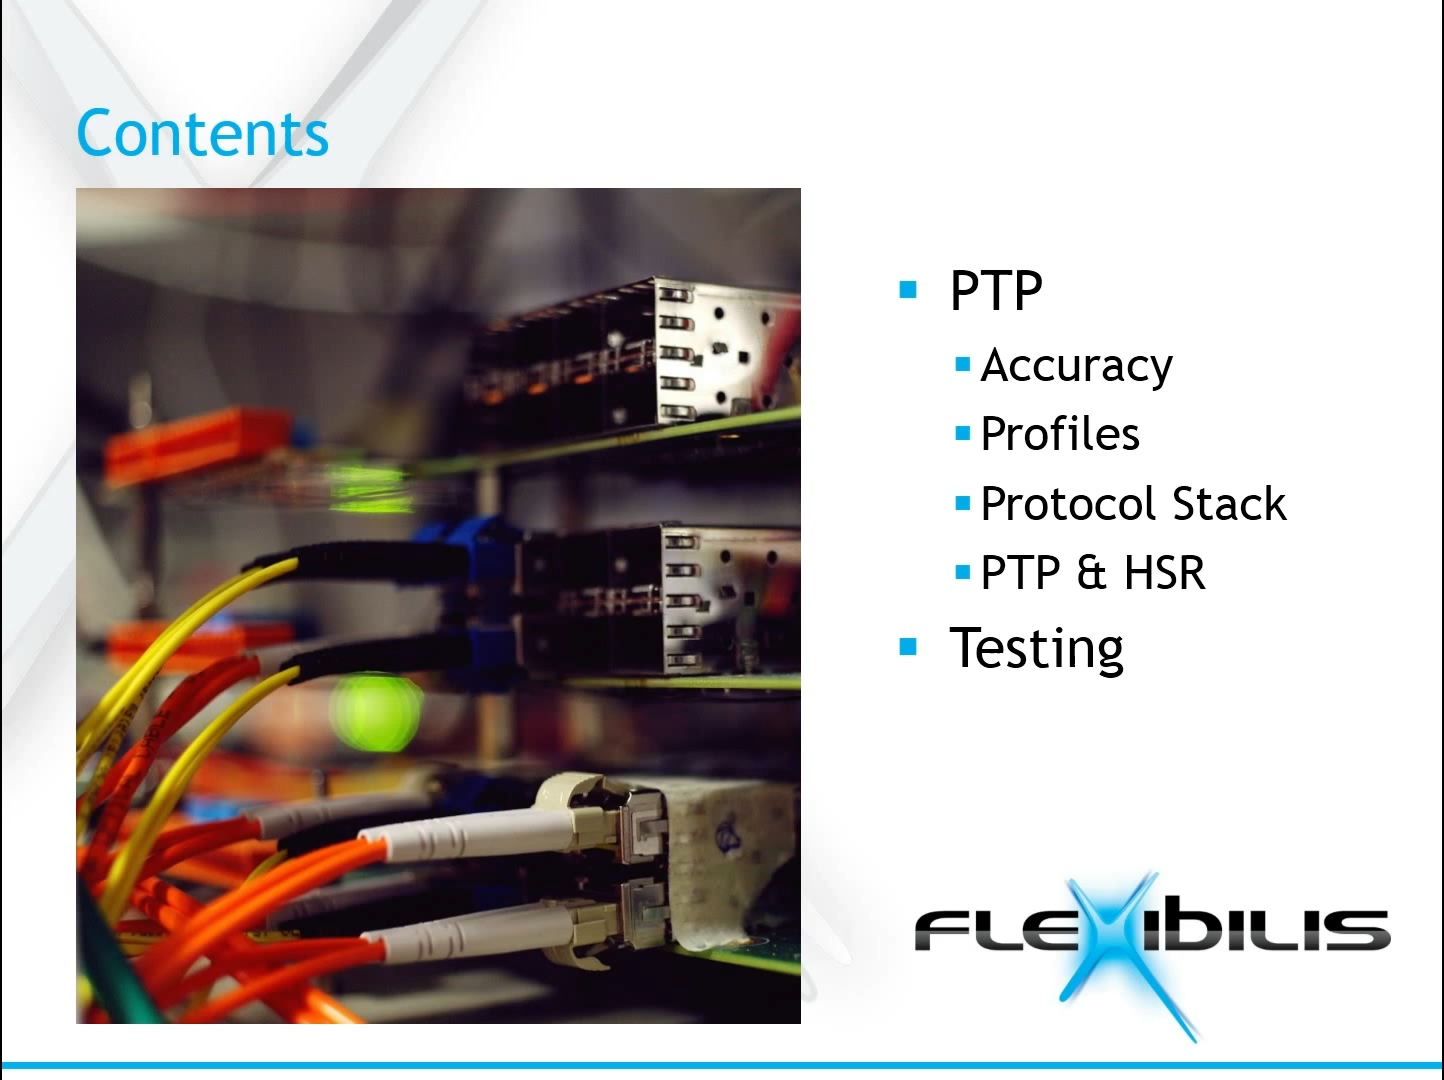 Contents
PTP
Accuracy
Profiles
Protocol Stack
PTP & HSR
Testing
FLEXIBILIS